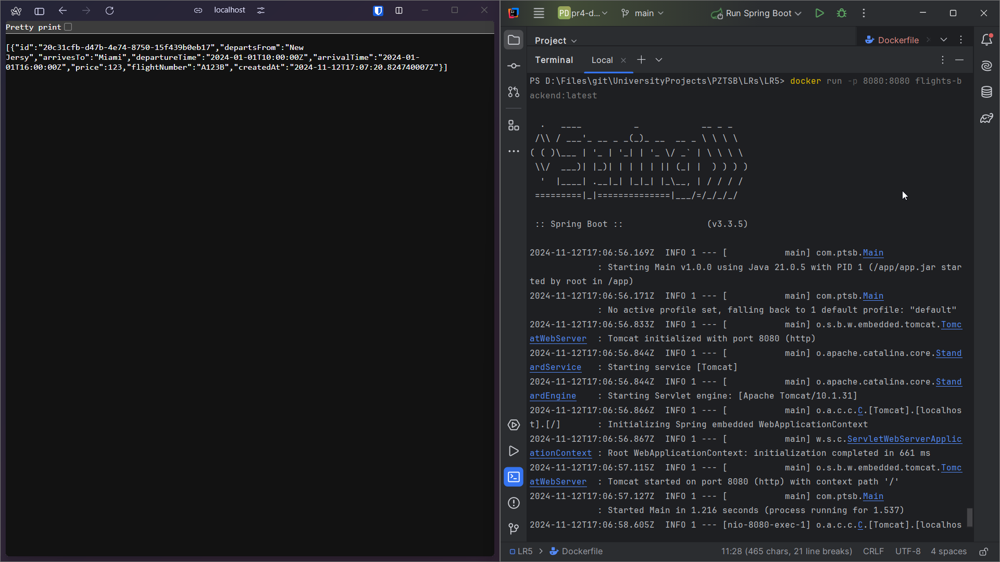 localhost
Pretty print
[{"id":"20c31cfb-d47b-4e74-8750-15f439b0eb17","departsFrom":"New
Jersy","arrivesTo":"Miami","departureTime":"2024-01-01T10:00:00Z","arrivalTime":"2024-01-
01T16:00:00Z","price":123,"flightNumber":"A123B","createdAt":"2024-11-12T17:07:20.824740007Z"}]
PD pr4-d... main Run Spring Boot
Project Dockerfile
Terminal Local
PS D:\Files\git\UniversityProjects\PZTSB\LRs\LR5> docker run -p 8080:8080 flights-b
ackend:latest
  .   ____          _            __ _ _
 /\\ / ___'_ __ _ _(_)_ __  __ _ \ \ \ \
( ( )\___ | '_ | '_| | '_ \/ _` | \ \ \ \
 \\/  ___)| |_)| | | | | || (_| |  ) ) ) )
  '  |____| .__|_| |_|_| |_\__, | / / / /
 =========|_|==============|___/=/_/_/_/
 :: Spring Boot ::                (v3.3.5)
2024-11-12T17:06:56.169Z  INFO 1 --- [           main] com.ptsb.Main
             : Starting Main v1.0.0 using Java 21.0.5 with PID 1 (/app/app.jar star
ted by root in /app)
2024-11-12T17:06:56.171Z  INFO 1 --- [           main] com.ptsb.Main
             : No active profile set, falling back to 1 default profile: "default"
2024-11-12T17:06:56.833Z  INFO 1 --- [           main] o.s.b.w.embedded.tomcat.Tomc
atWebServer  : Tomcat initialized with port 8080 (http)
2024-11-12T17:06:56.844Z  INFO 1 --- [           main] o.apache.catalina.core.Stand
ardService   : Starting service [Tomcat]
2024-11-12T17:06:56.844Z  INFO 1 --- [           main] o.apache.catalina.core.Stand
ardEngine    : Starting Servlet engine: [Apache Tomcat/10.1.31]
2024-11-12T17:06:56.866Z  INFO 1 --- [           main] o.a.c.c.C.[Tomcat].[localhos
t].[/]       : Initializing Spring embedded WebApplicationContext
2024-11-12T17:06:56.867Z  INFO 1 --- [           main] w.s.c.ServletWebServerApplic
ationContext : Root WebApplicationContext: initialization completed in 661 ms
2024-11-12T17:06:57.115Z  INFO 1 --- [           main] o.s.b.w.embedded.tomcat.Tomc
atWebServer  : Tomcat started on port 8080 (http) with context path '/'
2024-11-12T17:06:57.127Z  INFO 1 --- [           main] com.ptsb.Main
             : Started Main in 1.216 seconds (process running for 1.537)
2024-11-12T17:06:58.605Z  INFO 1 --- [nio-8080-exec-1] o.a.c.c.C.[Tomcat].[localhos
LR5 > Dockerfile 11:28 (465 chars, 21 line breaks) CRLF UTF-8 4 spaces